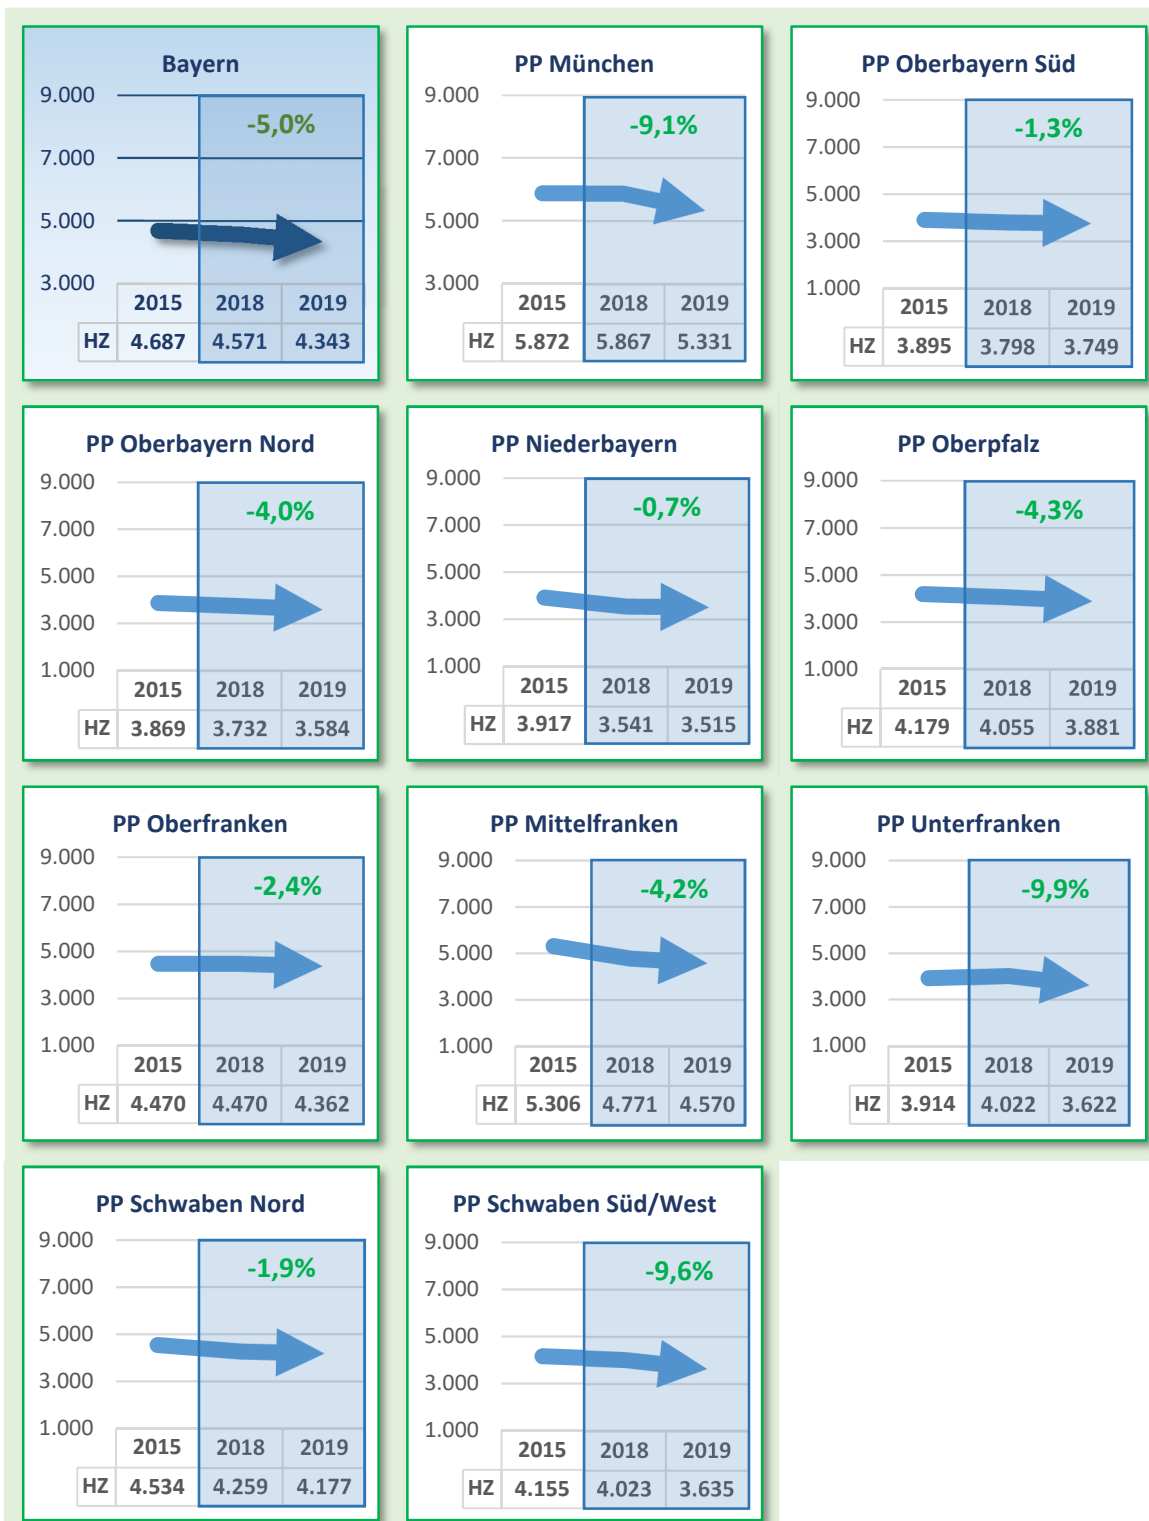 Bayern
9.000
-5,0%
7.000
5.000
3.000
2015 2018 2019
HZ 4.687 4.571 4.343
PP München
9.000
-9,1%
7.000
5.000
3.000
2015 2018 2019
HZ 5.872 5.867 5.331
PP Oberbayern Süd
9.000
-1,3%
7.000
5.000
3.000
1.000
2015 2018 2019
HZ 3.895 3.798 3.749
PP Oberbayern Nord
9.000
-4,0%
7.000
5.000
3.000
1.000
2015 2018 2019
HZ 3.869 3.732 3.584
PP Niederbayern
9.000
-0,7%
7.000
5.000
3.000
1.000
2015 2018 2019
HZ 3.917 3.541 3.515
PP Oberpfalz
9.000
-4,3%
7.000
5.000
3.000
1.000
2015 2018 2019
HZ 4.179 4.055 3.881
PP Oberfranken
9.000
-2,4%
7.000
5.000
3.000
1.000
2015 2018 2019
HZ 4.470 4.470 4.362
PP Mittelfranken
9.000
-4,2%
7.000
5.000
3.000
1.000
2015 2018 2019
HZ 5.306 4.771 4.570
PP Unterfranken
9.000
-9,9%
7.000
5.000
3.000
1.000
2015 2018 2019
HZ 3.914 4.022 3.622
PP Schwaben Nord
9.000
-1,9%
7.000
5.000
3.000
1.000
2015 2018 2019
HZ 4.534 4.259 4.177
PP Schwaben Süd/West
9.000
-9,6%
7.000
5.000
3.000
1.000
2015 2018 2019
HZ 4.155 4.023 3.635